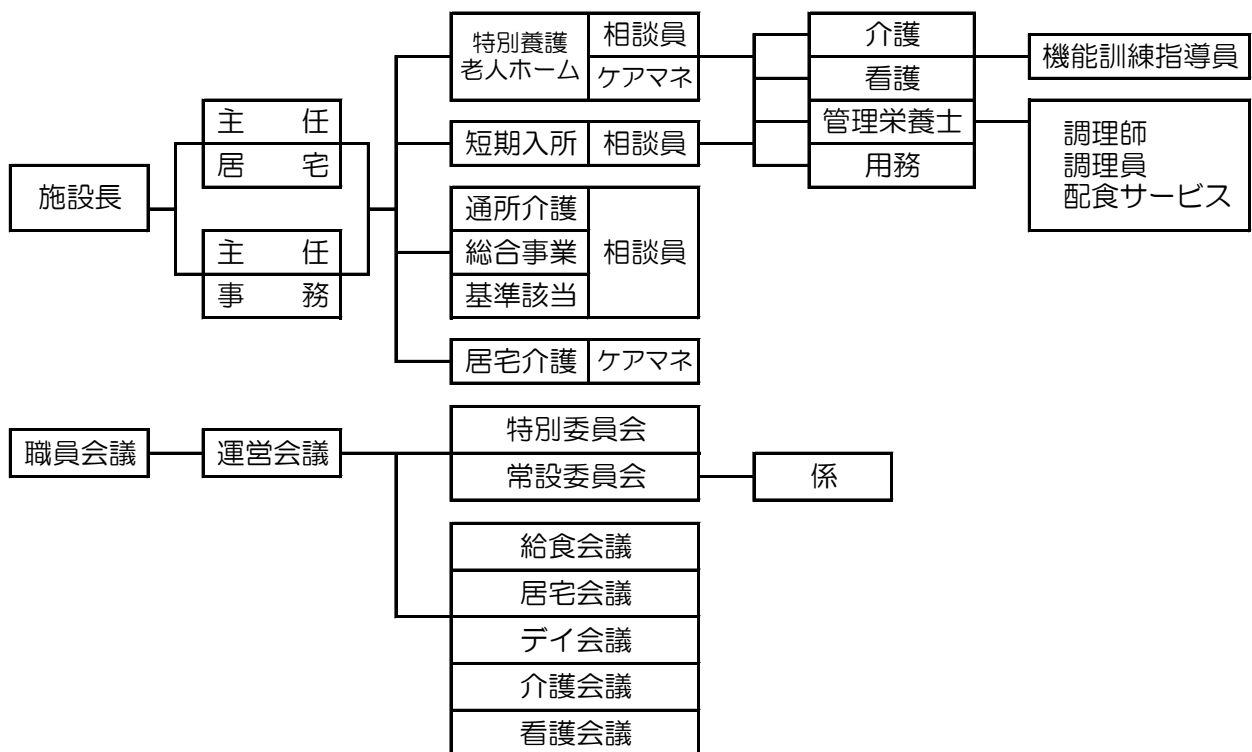 施設長
主任
居宅
主任
事務
特別養護
老人ホーム
相談員
ケアマネ
短期入所
相談員
通所介護
総合事業
基準該当
相談員
居宅介護
ケアマネ
介護
看護
管理栄養士
用務
機能訓練指導員
調理師
調理員
配食サービス
職員会議
運営会議
特別委員会
常設委員会
係
給食会議
居宅会議
デイ会議
介護会議
看護会議